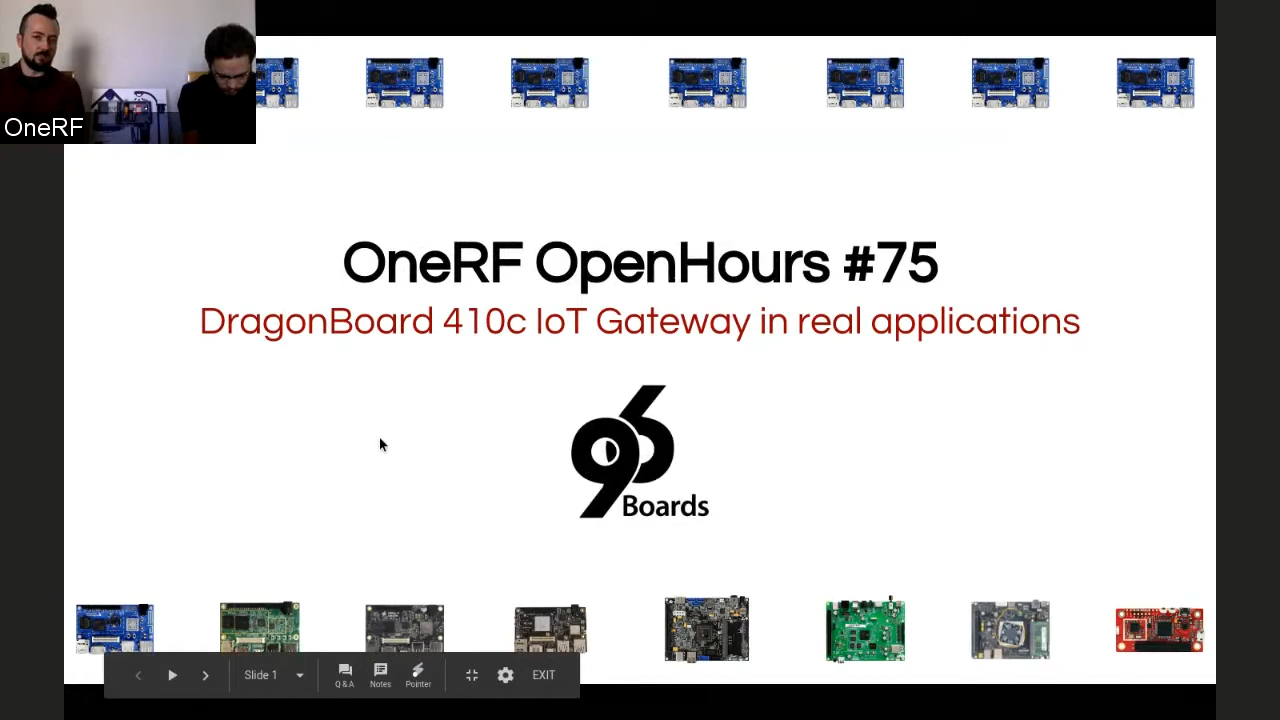 OneRF
OneRF OpenHours #75
DragonBoard 410c IoT Gateway in real applications
96
Boards
Slide 1
Q & A
Notes
Pointer
EXIT